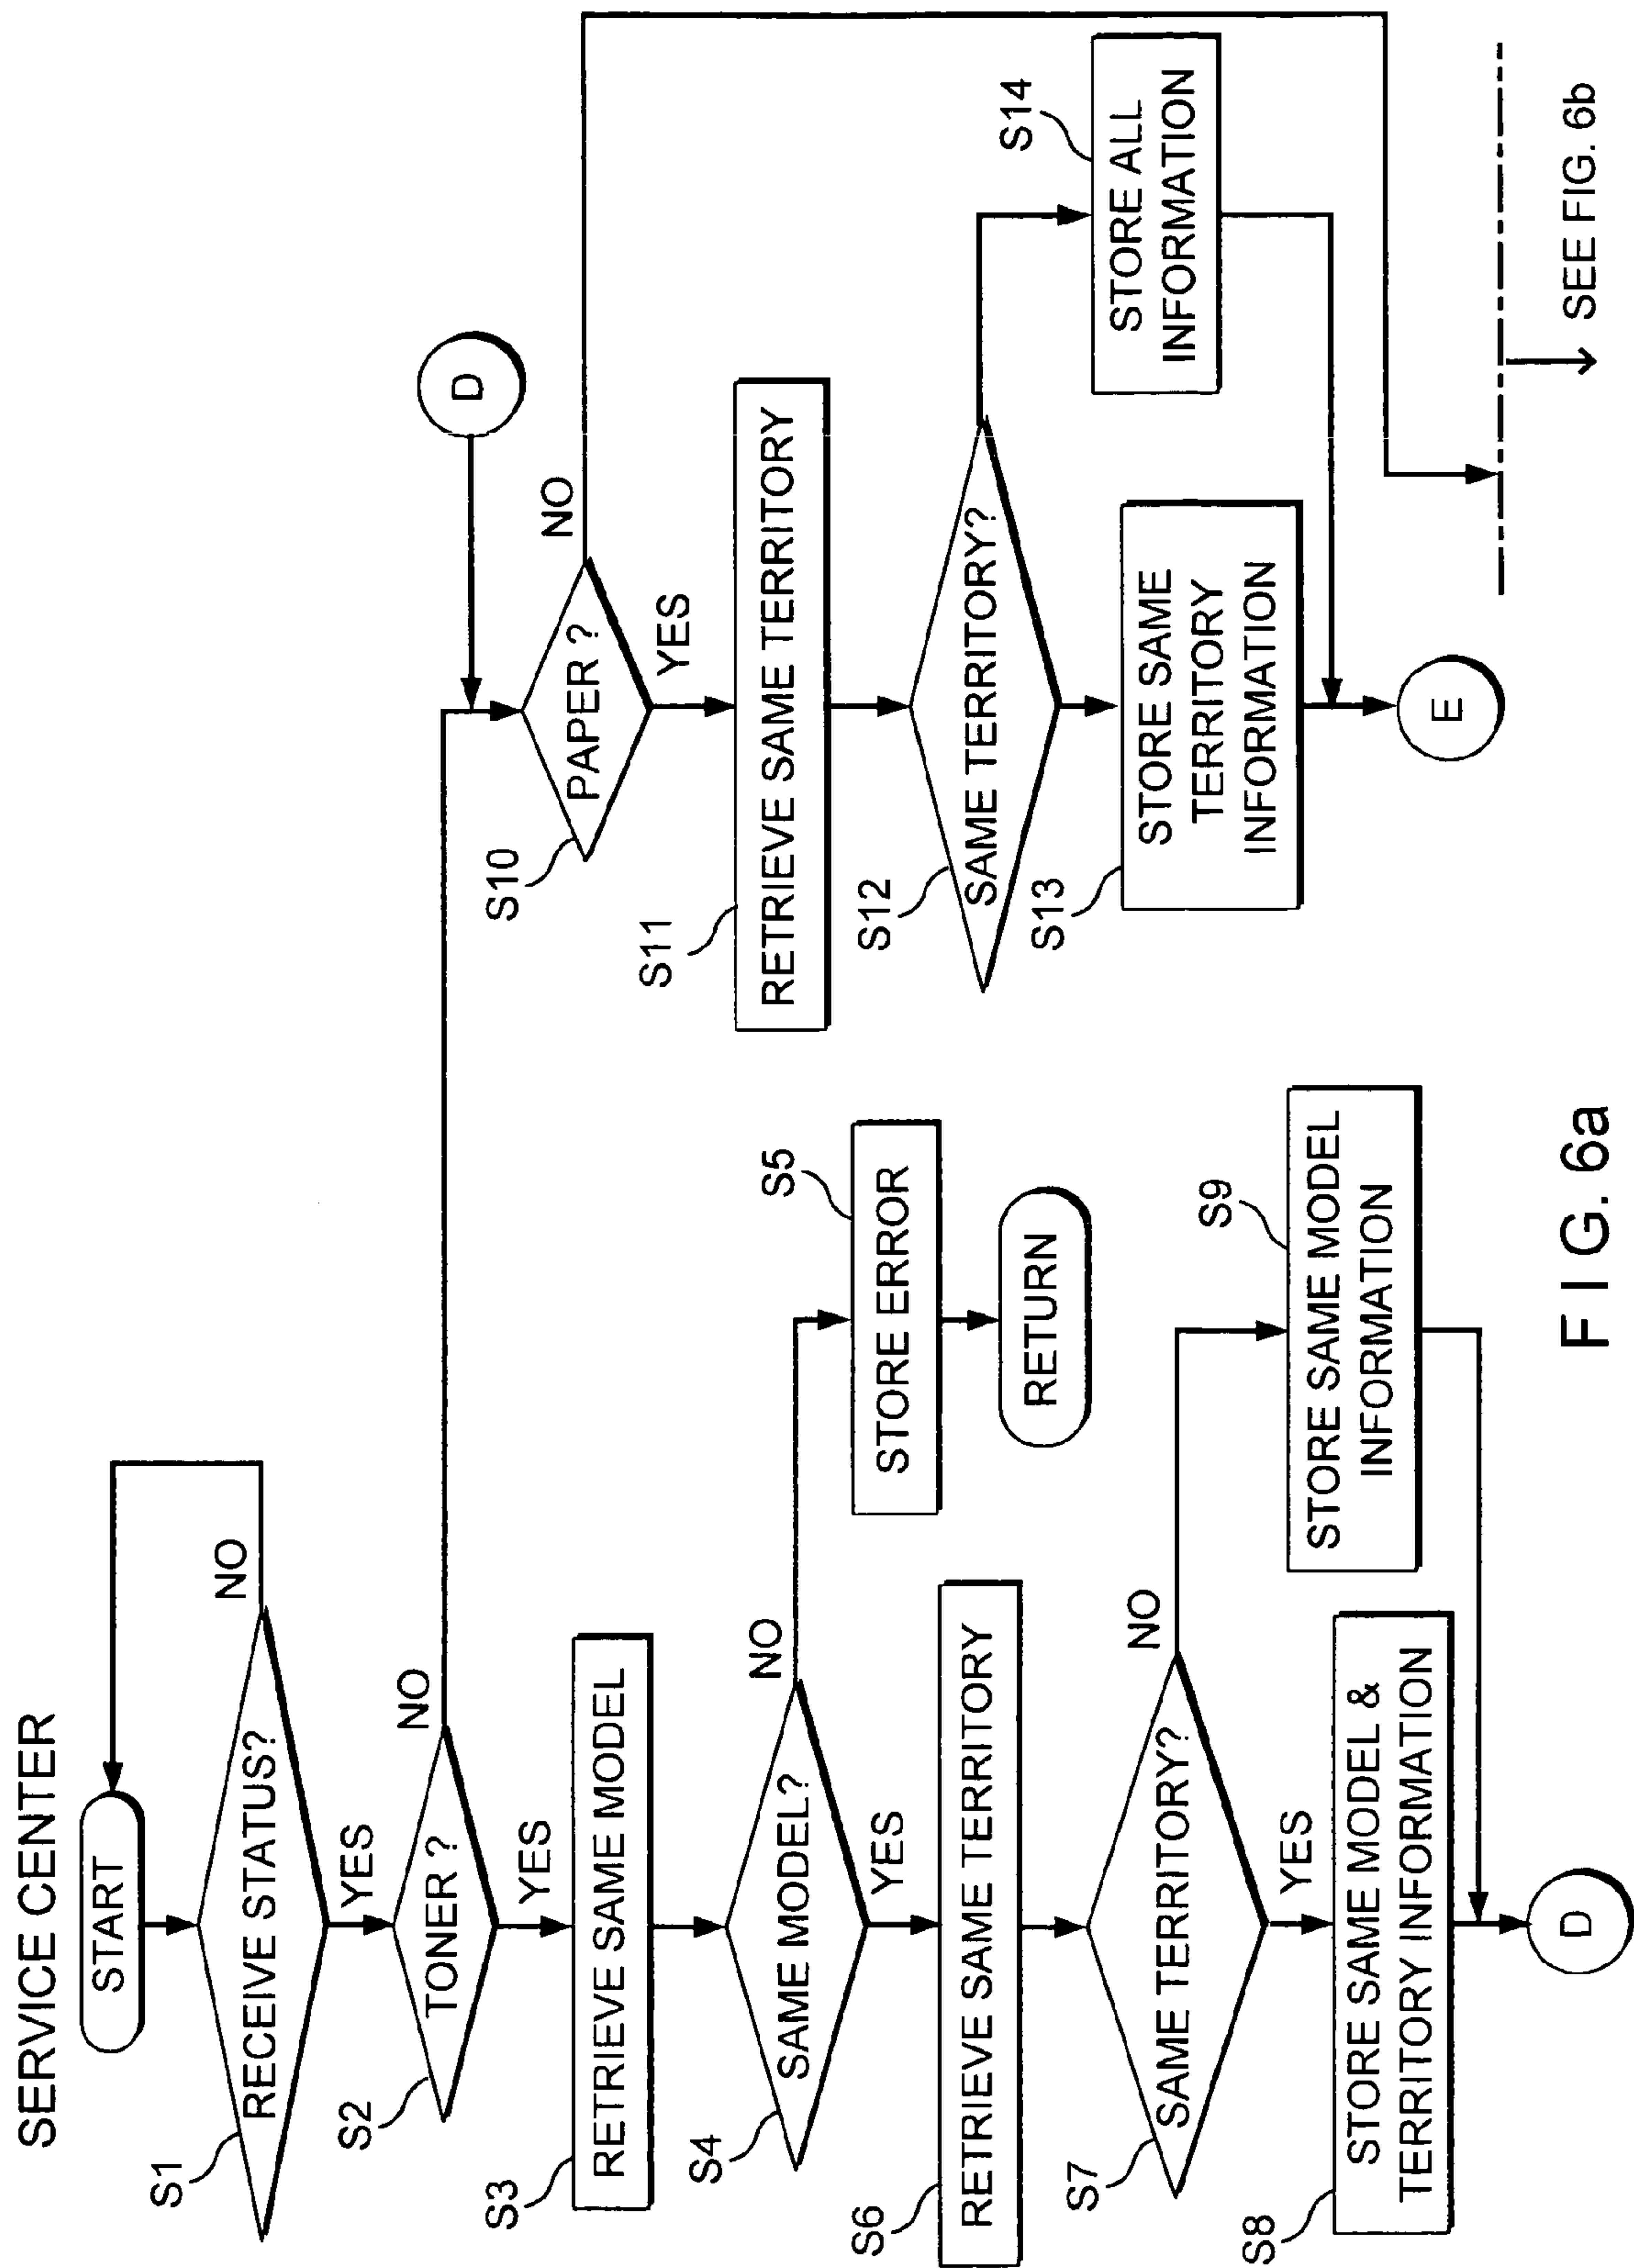 SERVICE CENTER
START
S1
RECEIVE STATUS?
NO
YES
S2
TONER ?
NO
YES
S3
RETRIEVE SAME MODEL
S4
SAME MODEL?
NO
YES
S5
STORE ERROR
RETURN
S6
RETRIEVE SAME TERRITORY
S7
SAME TERRITORY?
NO
YES
S8
STORE SAME MODEL &
TERRITORY INFORMATION
S9
STORE SAME MODEL
INFORMATION
D
D
S10
PAPER ?
NO
YES
S11
RETRIEVE SAME TERRITORY
S12
SAME TERRITORY?
S13
STORE SAME
TERRITORY
INFORMATION
S14
STORE ALL
INFORMATION
E
SEE FIG. 6b
FIG. 6a